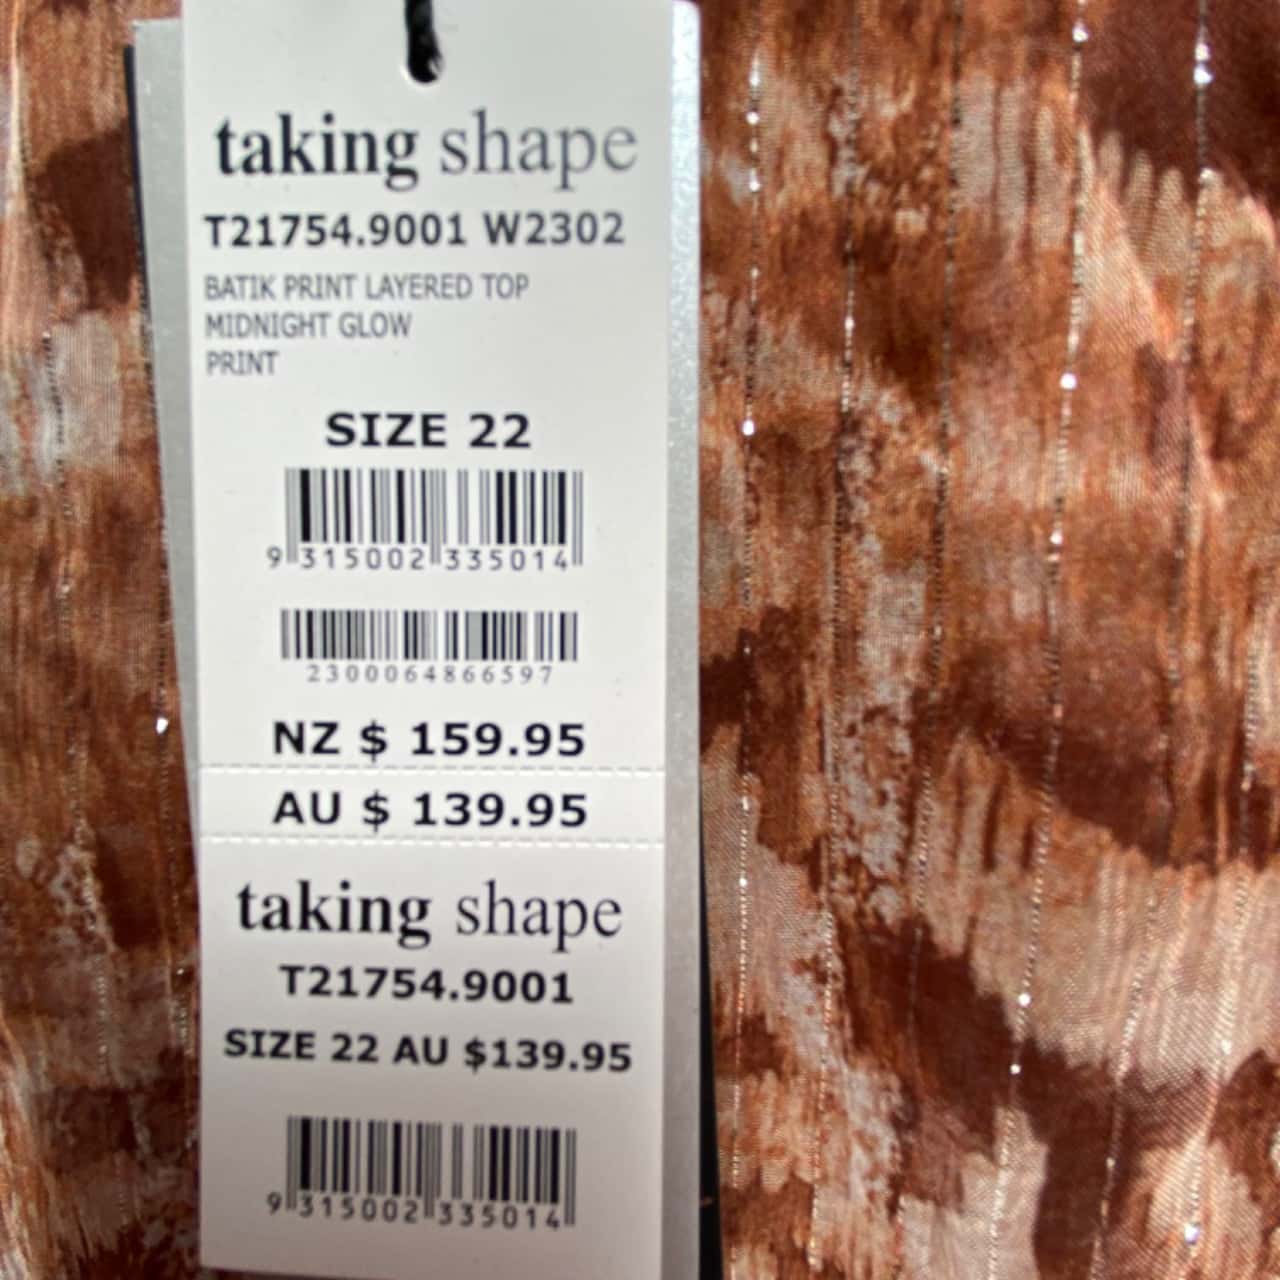 taking shape
T21754.9001 W2302
BATIK PRINT LAYERED TOP
MIDNIGHT GLOW
PRINT
SIZE 22
9 315002 335014
2300064866597
NZ $ 159.95
AU $ 139.95
taking shape
T21754.9001
SIZE 22 AU $139.95
9 315002 335014